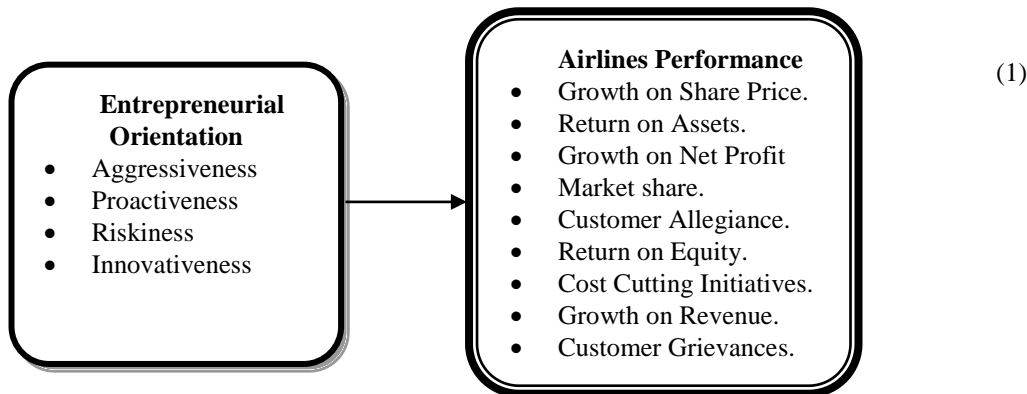 Entrepreneurial
Orientation
• Aggressiveness
• Proactiveness
• Riskiness
• Innovativeness
Airlines Performance
• Growth on Share Price.
• Return on Assets.
• Growth on Net Profit
• Market share.
• Customer Allegiance.
• Return on Equity.
• Cost Cutting Initiatives.
• Growth on Revenue.
• Customer Grievances.
(1)